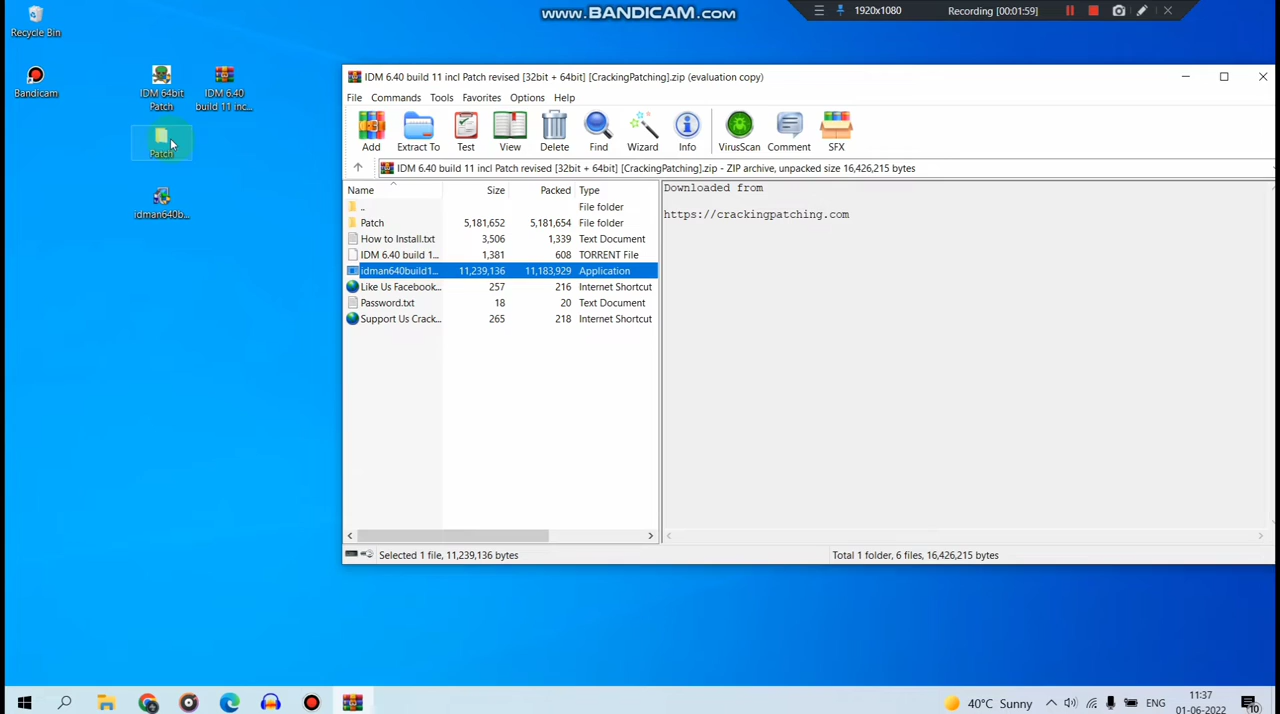 Recycle Bin
www.BANDICAM.com
1920x1080
Recording [00:01:59]
Bandicam
IDM 64bit
Patch
IDM 6.40
build 11 inc...
Patch
idman640b...
IDM 6.40 build 11 incl Patch revised [32bit + 64bit] [CrackingPatching].zip (evaluation copy)
File
Commands
Tools
Favorites
Options
Help
Add
Extract To
Test
View
Delete
Find
Wizard
Info
VirusScan
Comment
SFX
IDM 6.40 build 11 incl Patch revised [32bit + 64bit] [CrackingPatching].zip - ZIP archive, unpacked size 16,426,215 bytes
Name Size Packed Type
.. File folder
Patch 5,181,652 5,181,654 File folder
How to Install.txt 3,506 1,339 Text Document
IDM 6.40 build 1... 1,381 608 TORRENT File
idman640build1... 11,239,136 11,183,929 Application
Like Us Facebook... 257 216 Internet Shortcut
Password.txt 18 20 Text Document
Support Us Crack... 265 218 Internet Shortcut
Downloaded from
https://crackingpatching.com
Selected 1 file, 11,239,136 bytes
Total 1 folder, 6 files, 16,426,215 bytes
40°C Sunny
ENG
11:37
01-06-2022
10